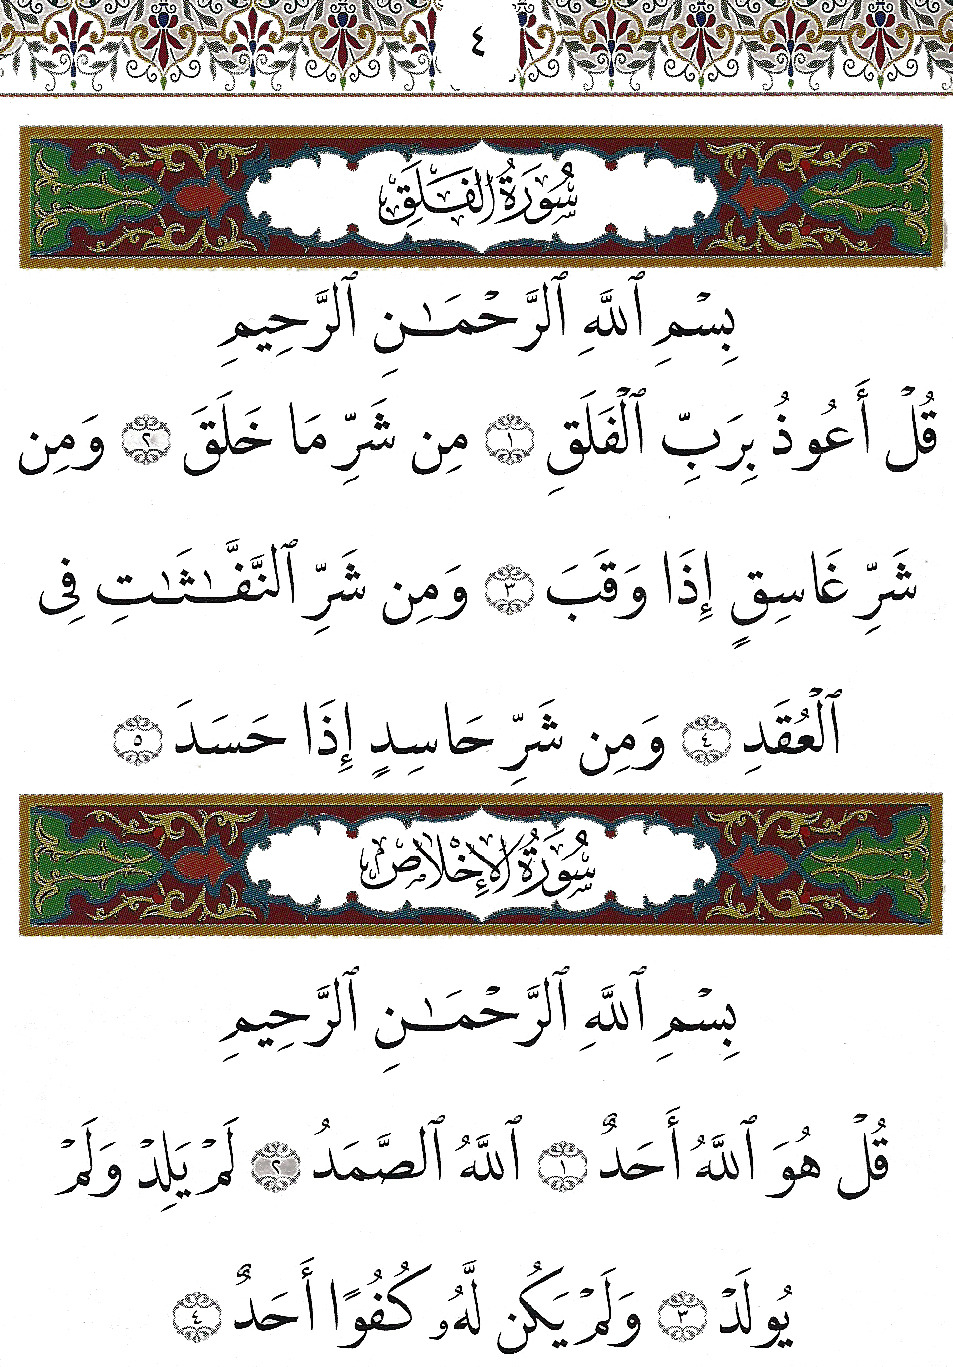 ٤
سُورَةُ الفَلَقِ
بِسْمِ ٱللَّهِ ٱلرَّحْمَـٰنِ ٱلرَّحِيمِ
قُلْ أَعُوذُ بِرَبِّ ٱلْفَلَقِ ١ مِن شَرِّ مَا خَلَقَ ٢ وَمِن
شَرِّ غَاسِقٍ إِذَا وَقَبَ ٣ وَمِن شَرِّ ٱلنَّفَّـٰثَـٰتِ فِى
ٱلْعُقَدِ ٤ وَمِن شَرِّ حَاسِدٍ إِذَا حَسَدَ ٥
سُورَةُ الإِخْلَاصِ
بِسْمِ ٱللَّهِ ٱلرَّحْمَـٰنِ ٱلرَّحِيمِ
قُلْ هُوَ ٱللَّهُ أَحَدٌ ١ ٱللَّهُ ٱلصَّمَدُ ٢ لَمْ يَلِدْ وَلَمْ
يُولَدْ ٣ وَلَمْ يَكُن لَّهُۥ كُفُوًا أَحَدٌ ٤